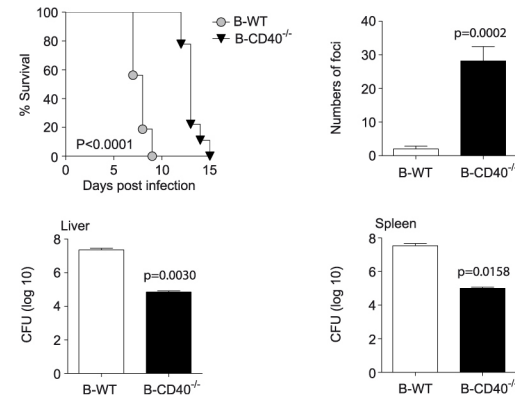 100
80
60
40
20
0
% Survival
B-WT
B-CD40-/-
P<0.0001
0 5 10 15
Days post infection
40
30
20
10
0
Numbers of foci
p=0.0002
B-WT B-CD40-/-
Liver
8
6
4
2
0
CFU (log 10)
p=0.0030
B-WT B-CD40-/-
Spleen
8
6
4
2
0
CFU (log 10)
p=0.0158
B-WT B-CD40-/-